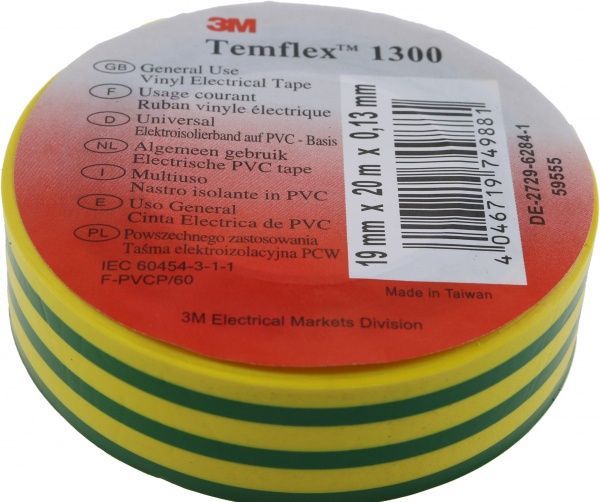 3M
Temflex™ 1300
GB General Use
Vinyl Electrical Tape
F Usage courant
Ruban vinyle électrique
D Universal
Elektroisolierband auf PVC - Basis
NL Algemeen gebruik
Electrische PVC tape
I Multiuso
Nastro isolante in PVC
E Uso General
Cinta Electrica de PVC
PL Powszechnego zastosowania
Taśma elektroizolacyjna PCW
IEC 60454-3-1-1
F-PVCP/60
19 mm x 20 m x 0,13 mm
4 046719 749881
DE-2729-6284-1
59555
Made in Taiwan
3M Electrical Markets Division